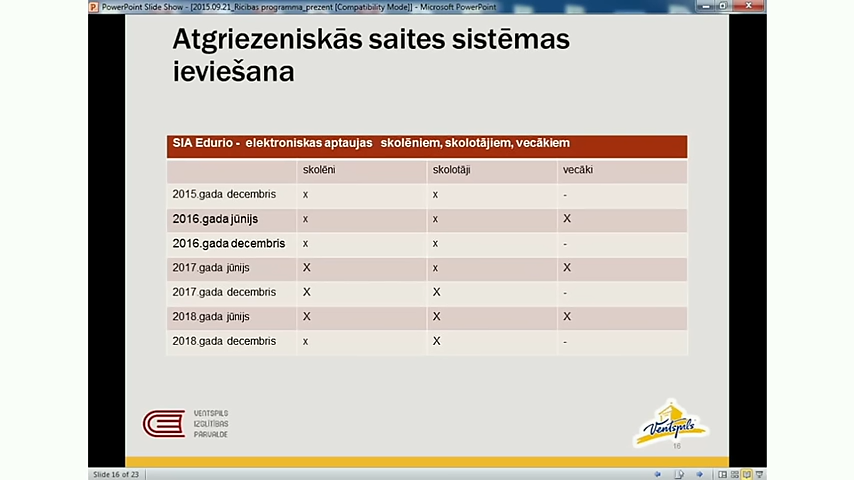 PowerPoint Slide Show - [2015.09.21_Ricibas programma_prezent [Compatibility Mode]] - Microsoft PowerPoint
Atgriezeniskās saites sistēmas
ieviešana
SIA Edurio - elektroniskas aptaujas skolēniem, skolotājiem, vecākiem
skolēni skolotāji vecāki
2015.gada decembris x x -
2016.gada jūnijs x x X
2016.gada decembris x x -
2017.gada jūnijs X x X
2017.gada decembris X X -
2018.gada jūnijs X X X
2018.gada decembris x X -
VENTSPILS
IZGLĪTĪBAS
PĀRVALDE
Ventspils
16
Slide 16 of 23